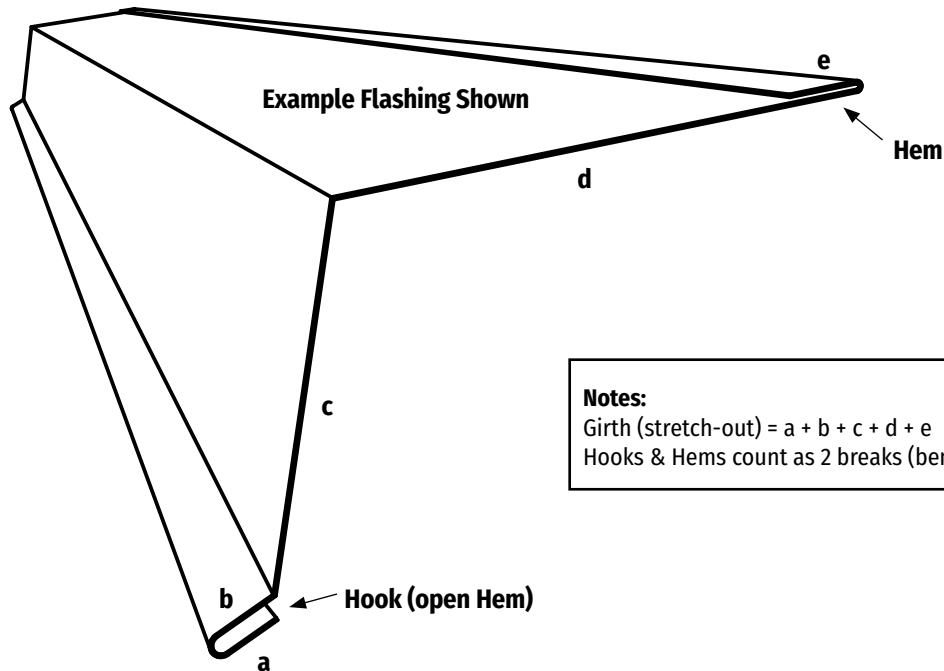 e
Example Flashing Shown
Hem
d
c
Notes:
Girth (stretch-out) = a + b + c + d + e
Hooks & Hems count as 2 breaks
b
Hook (open Hem)
a